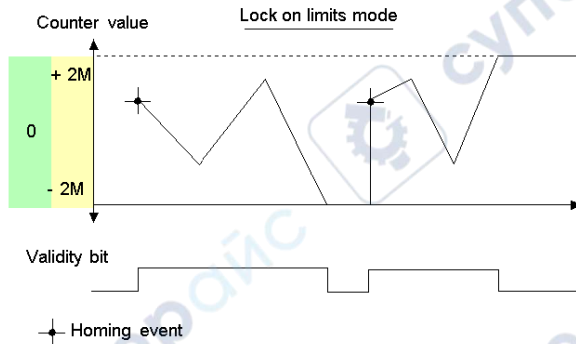 Lock on limits mode
Counter value
+ 2M
0
- 2M
Validity bit
Homing event